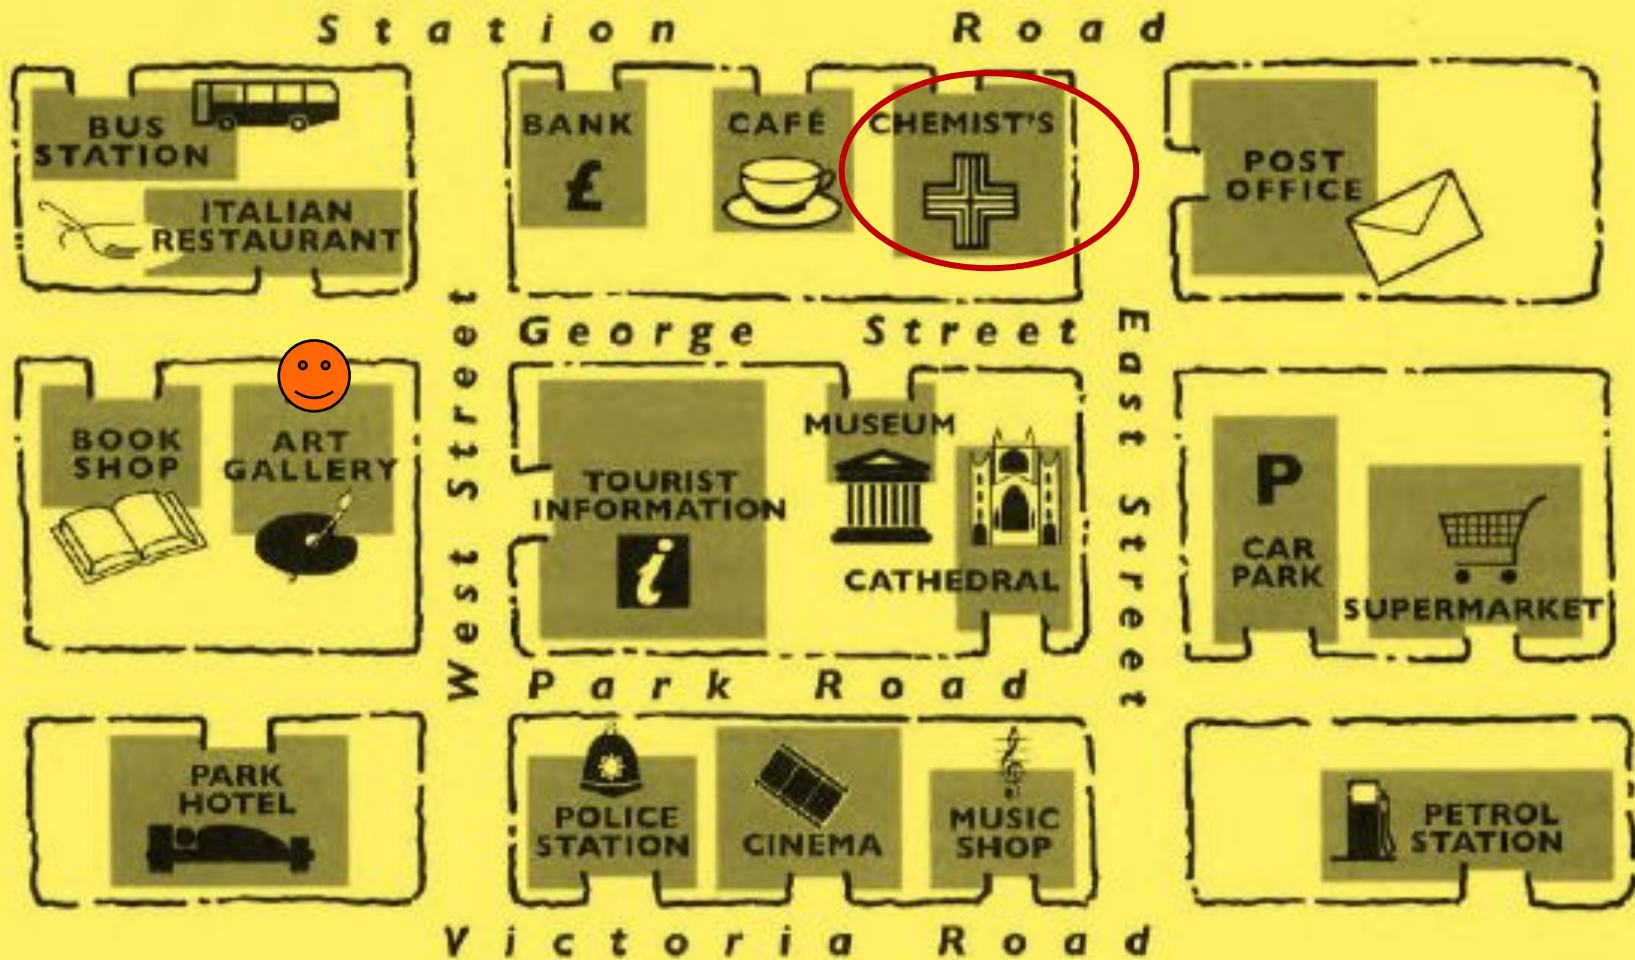 Station Road
BUS
STATION
BANK
£
CAFÉ
CHEMIST'S
POST
OFFICE
ITALIAN
RESTAURANT
George Street
West Street
East Street
BOOK
SHOP
ART
GALLERY
TOURIST
INFORMATION
i
MUSEUM
CATHEDRAL
P
CAR
PARK
SUPERMARKET
Park Road
PARK
HOTEL
POLICE
STATION
CINEMA
MUSIC
SHOP
PETROL
STATION
Victoria Road